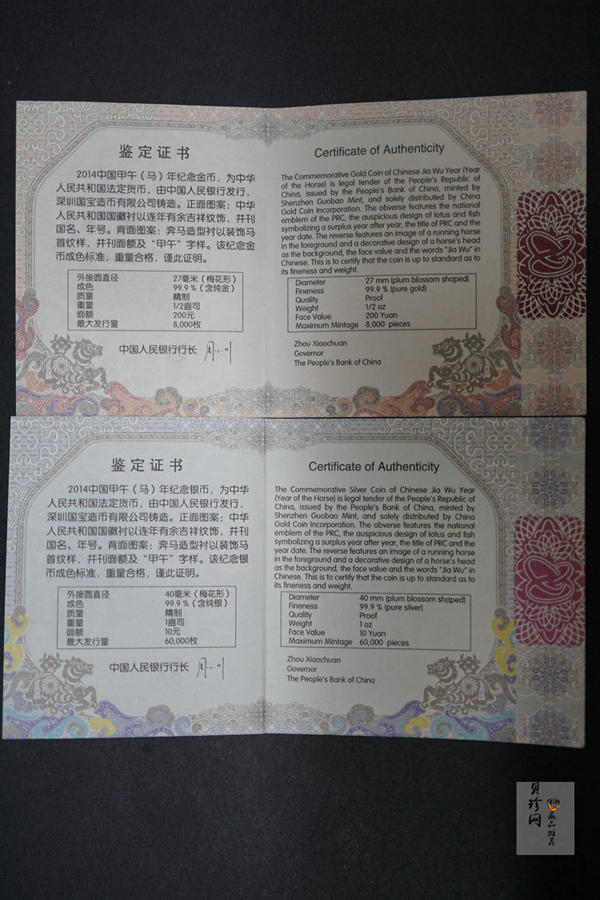 鉴定证书
2014中国甲午（马）年纪念金币，为中华
人民共和国法定货币，由中国人民银行发行，
深圳国宝造币有限公司铸造。正面图案：中华
人民共和国国徽衬以连年有余吉祥纹饰，并刊
国名、年号。背面图案：奔马造型衬以装饰马
首纹样，并刊面额及“甲午”字样。该纪念金
币成色标准，重量合格，谨此证明。
外接圆直径 27毫米（梅花形）
成色 99.9％（含纯金）
质量 精制
重量 1/2盎司
面额 200元
最大发行量 8,000枚
中国人民银行行长
Certificate of Authenticity
The Commemorative Gold Coin of Chinese Jia Wu Year (Year
of the Horse) is legal tender of the People's Republic of
China, issued by the People's Bank of China, minted by
Shenzhen Guobao Mint, and solely distributed by China
Gold Coin Incorporation. The obverse features the national
emblem of the PRC, the auspicious design of lotus and fish
symbolizing a surplus year after year, the title of PRC and the
year date. The reverse features an image of a running horse
in the foreground and a decorative design of a horse's head
as the background, the face value and the words "Jia Wu" in
Chinese. This is to certify that the coin is up to standard as to
its fineness and weight.
Diameter 27 mm (plum blossom shaped)
Fineness 99.9 % (pure gold)
Quality Proof
Weight 1/2 oz
Face Value 200 Yuan
Maximum Mintage 8,000 pieces
Zhou Xiaochuan
Governor
The People's Bank of China
鉴定证书
2014中国甲午（马）年纪念银币，为中华
人民共和国法定货币，由中国人民银行发行，
深圳国宝造币有限公司铸造。正面图案：中华
人民共和国国徽衬以连年有余吉祥纹饰，并刊
国名、年号。背面图案：奔马造型衬以装饰马
首纹样，并刊面额及“甲午”字样。该纪念银
币成色标准，重量合格，谨此证明。
外接圆直径 40毫米（梅花形）
成色 99.9％（含纯银）
质量 精制
重量 1盎司
面额 10元
最大发行量 60,000枚
中国人民银行行长
Certificate of Authenticity
The Commemorative Silver Coin of Chinese Jia Wu Year
(Year of the Horse) is legal tender of the People's Republic of
China, issued by the People's Bank of China, minted by
Shenzhen Guobao Mint, and solely distributed by China
Gold Coin Incorporation. The obverse features the national
emblem of the PRC, the auspicious design of lotus and fish
symbolizing a surplus year after year, the title of PRC and the
year date. The reverse features an image of a running horse
in the foreground and a decorative design of a horse's head
as the background, the face value and the words "Jia Wu" in
Chinese. This is to certify that the coin is up to standard as to
its fineness and weight.
Diameter 40 mm (plum blossom shaped)
Fineness 99.9 % (pure silver)
Quality Proof
Weight 1 oz
Face Value 10 Yuan
Maximum Mintage 60,000 pieces
Zhou Xiaochuan
Governor
The People's Bank of China
贝珍网